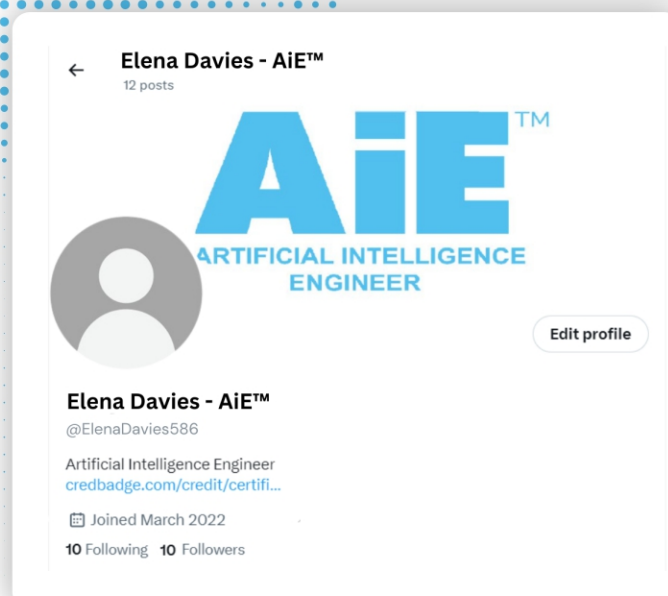 Elena Davies - AiE™
12 posts
AiE™
ARTIFICIAL INTELLIGENCE
ENGINEER
Edit profile
Elena Davies - AiE™
@ElenaDavies586
Artificial Intelligence Engineer
credbadge.com/credit/certifi...
Joined March 2022
10 Following 10 Followers